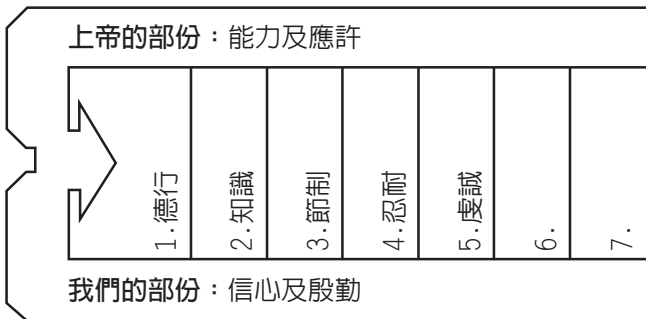 上帝的部份：能力及應許
1.德行
2.知識
3.節制
4.忍耐
5.虔誠
6.
7.
我們的部份：信心及殷勤